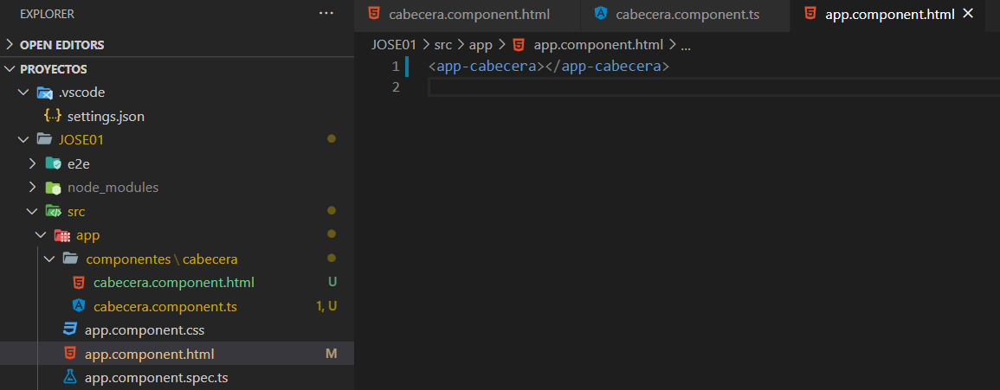 EXPLORER ...
cabecera.component.html cabecera.component.ts app.component.html
OPEN EDITORS
PROYECTOS
.vscode
settings.json
JOSE01
e2e
node_modules
src
app
componentes \ cabecera
cabecera.component.html U
cabecera.component.ts 1, U
app.component.css
app.component.html M
app.component.spec.ts
JOSE01 > src > app > app.component.html > ...
1 <app-cabecera></app-cabecera>
2